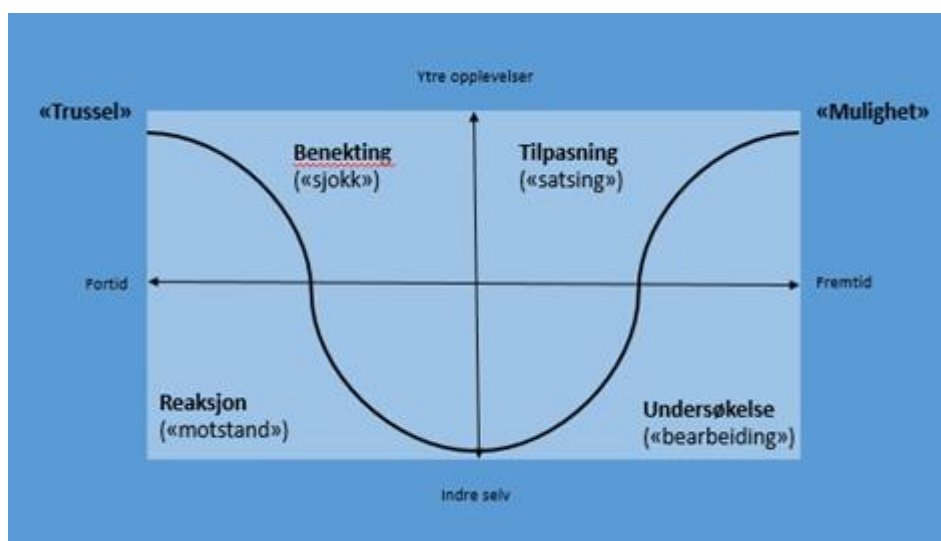 Ytre opplevelser
«Trussel»
«Mulighet»
Benekting
(«sjokk»)
Tilpasning
(«satsing»)
Fortid
Fremtid
Reaksjon
(«motstand»)
Undersøkelse
(«bearbeiding»)
Indre selv